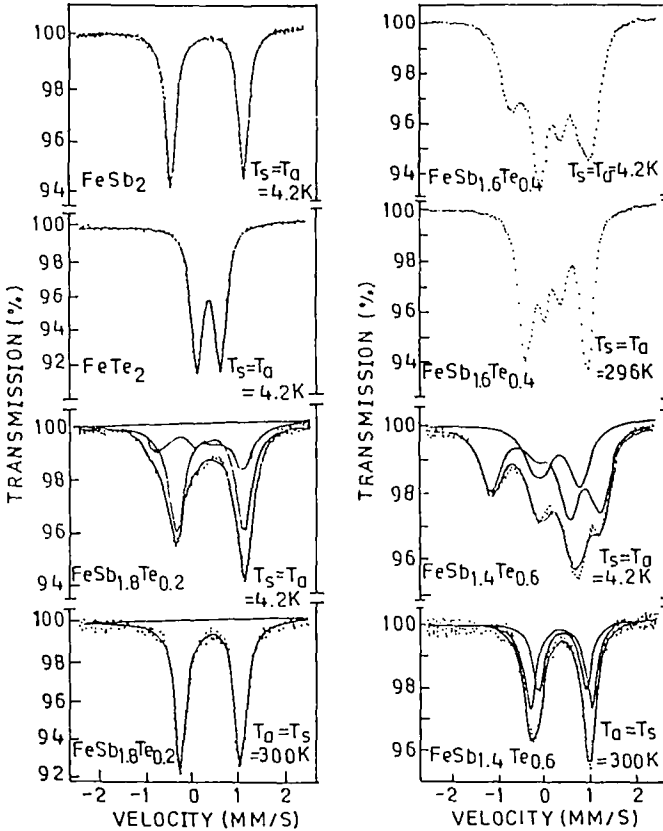 TRANSMISSION (%)
100
98
96
94
FeSb2
Ts=Ta
=4.2K
100
98
96
94
92
FeTe2
Ts=Ta
=4.2K
100
98
96
94
FeSb1.8Te0.2
Ts=Ta
=4.2K
100
98
96
94
92
FeSb1.8Te0.2
Ta=Ts
=300K
-2 -1 0 1 2
VELOCITY (MM/S)
TRANSMISSION (%)
100
98
96
94
FeSb1.6Te0.4
Ts=Ta=4.2K
100
98
96
94
FeSb1.6Te0.4
Ts=Ta
=296K
100
98
96
FeSb1.4Te0.6
Ts=Ta
=4.2K
100
98
96
FeSb1.4Te0.6
Ta=Ts
=300K
-2 -1 0 1 2
VELOCITY (MM/S)